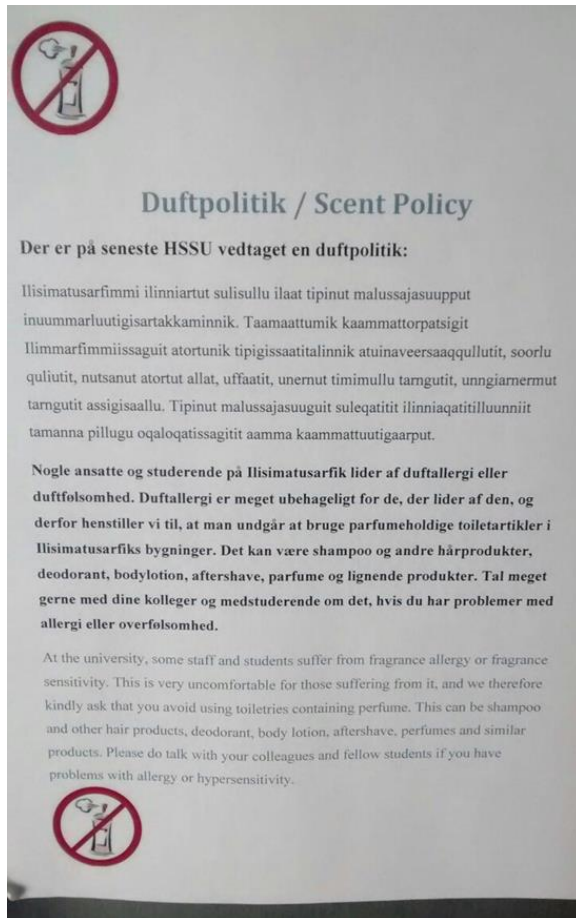 Duftpolitik / Scent Policy
Der er på seneste HSSU vedtaget en duftpolitik:
Ilisimatusarfimmi ilinniartut sulisullu ilaat tipinut malussajasuupput
inuummarluutigisartakkaminnik. Taamaattumik kaammattorpatsigit
Ilimmarfimmiissaguit atortunik tipigissaatitalinnik atuinaveersaaqqullutit, soorlu
quliutit, nutsanut atortut allat, uffaatit, unernut timimullu tarngutit, unngiarnermut
tarngutit assigisaallu. Tipinut malussajasuuguit suleqatitit ilinniaqatitilluunniit
tamanna pillugu oqaloqatissagitit aamma kaammattuutigaarput.
Nogle ansatte og studerende på Ilisimatusarfik lider af duftallergi eller
duftfølsomhed. Duftallergi er meget ubehageligt for de, der lider af den, og
derfor henstiller vi til, at man undgår at bruge parfumeholdige toiletartikler i
Ilisimatusarfiks bygninger. Det kan være shampoo og andre hårprodukter,
deodorant, bodylotion, aftershave, parfume og lignende produkter. Tal meget
gerne med dine kolleger og medstuderende om det, hvis du har problemer med
allergi eller overfølsomhed.
At the university, some staff and students suffer from fragrance allergy or fragrance
sensitivity. This is very uncomfortable for those suffering from it, and we therefore
kindly ask that you avoid using toiletries containing perfume. This can be shampoo
and other hair products, deodorant, body lotion, aftershave, perfumes and similar
products. Please do talk with your colleagues and fellow students if you have
problems with allergy or hypersensitivity.